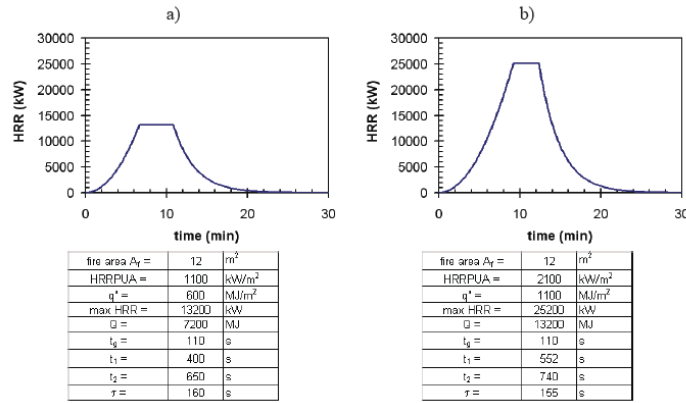 a)
30000
25000
20000
15000
10000
5000
0
HRR (kW)
0 10 20 30
time (min)
fire area Af = 12 m²
HRRPUA = 1100 kW/m²
q" = 600 MJ/m²
max HRR = 13200 kW
Q = 7200 MJ
tg = 110 s
t1 = 400 s
t2 = 650 s
τ = 160 s
b)
30000
25000
20000
15000
10000
5000
0
HRR (kW)
0 10 20 30
time (min)
fire area Af = 12 m²
HRRPUA = 2100 kW/m²
q" = 1100 MJ/m²
max HRR = 25200 kW
Q = 13200 MJ
tg = 110 s
t1 = 552 s
t2 = 740 s
τ = 155 s